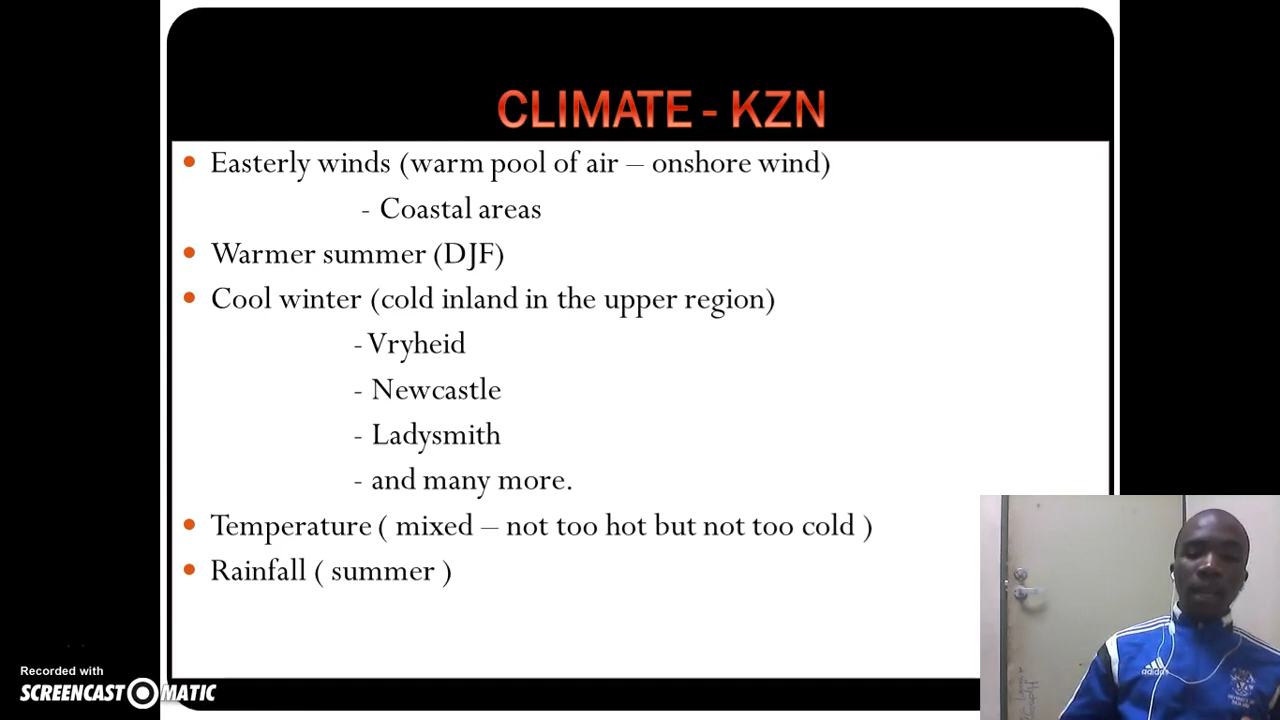 CLIMATE - KZN
• Easterly winds (warm pool of air – onshore wind)
- Coastal areas
• Warmer summer (DJF)
• Cool winter (cold inland in the upper region)
- Vryheid
- Newcastle
- Ladysmith
- and many more.
• Temperature ( mixed – not too hot but not too cold )
• Rainfall ( summer )
adidas
Recorded with
SCREENCAST MATIC